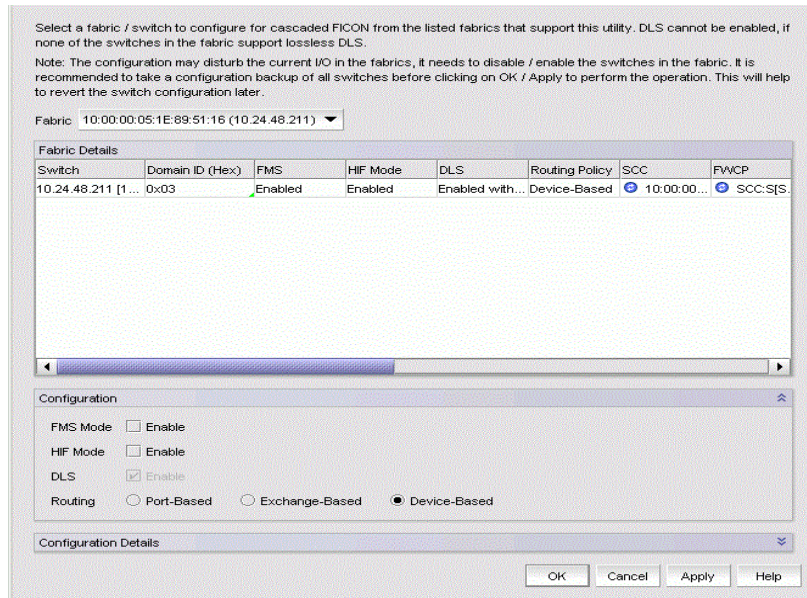 Select a fabric / switch to configure for cascaded FICON from the listed fabrics that support this utility. DLS cannot be enabled, if
none of the switches in the fabric support lossless DLS.
Note: The configuration may disturb the current I/O in the fabrics, it needs to disable / enable the switches in the fabric. It is
recommended to take a configuration backup of all switches before clicking on OK / Apply to perform the operation. This will help
to revert the switch configuration later.
Fabric 10:00:00:05:1E:89:51:16 (10.24.48.211)
Fabric Details
Switch Domain ID (Hex) FMS HIF Mode DLS Routing Policy SCC FWCP
10.24.48.211 [1... 0x03 Enabled Enabled Enabled with... Device-Based 10:00:00... SCC:S[S...
Configuration
FMS Mode Enable
HIF Mode Enable
DLS Enable
Routing Port-Based Exchange-Based Device-Based
Configuration Details
OK Cancel Apply Help